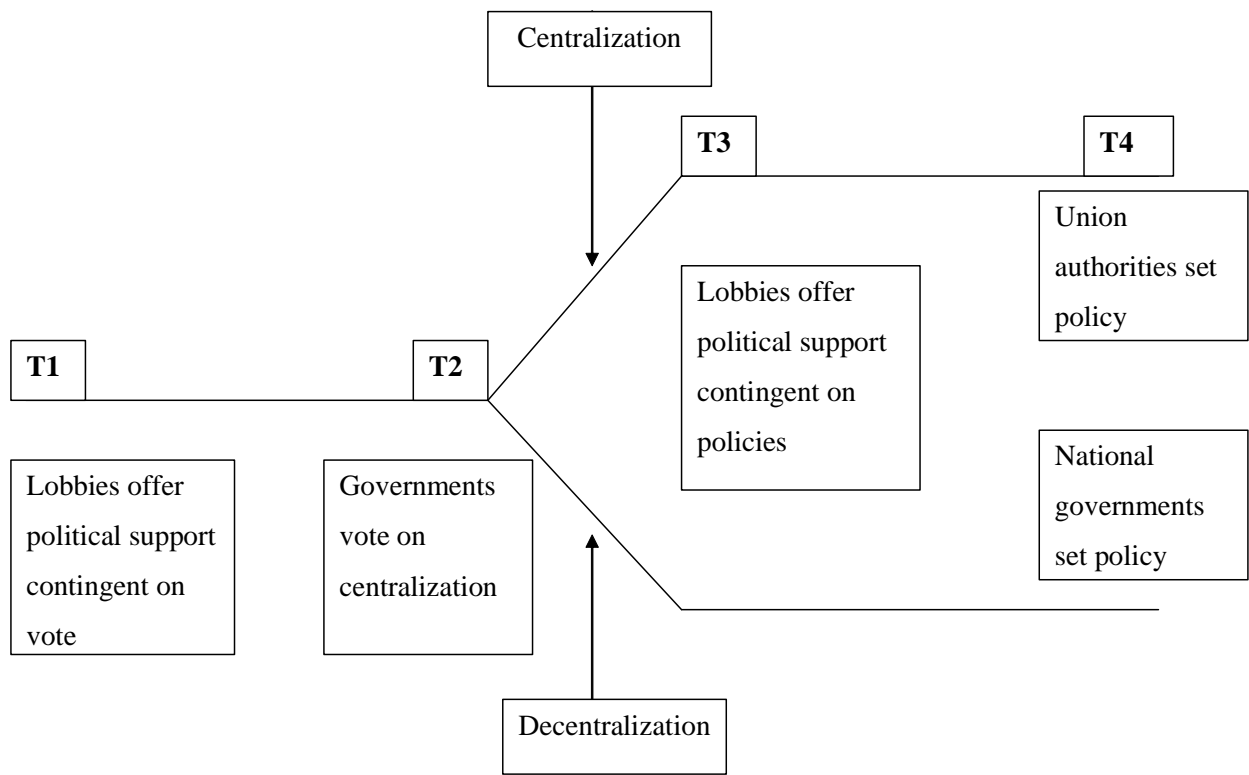 Centralization
T3
T4
Union
authorities set
policy
Lobbies offer
political support
contingent on
policies
T1
T2
Lobbies offer
political support
contingent on
vote
Governments
vote on
centralization
National
governments
set policy
Decentralization